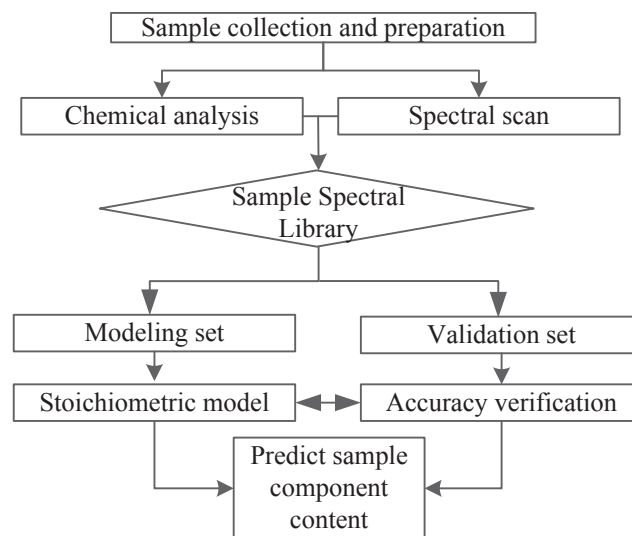 Sample collection and preparation
Chemical analysis
Spectral scan
Sample Spectral
Library
Modeling set
Validation set
Stoichiometric model
Accuracy verification
Predict sample
component
content